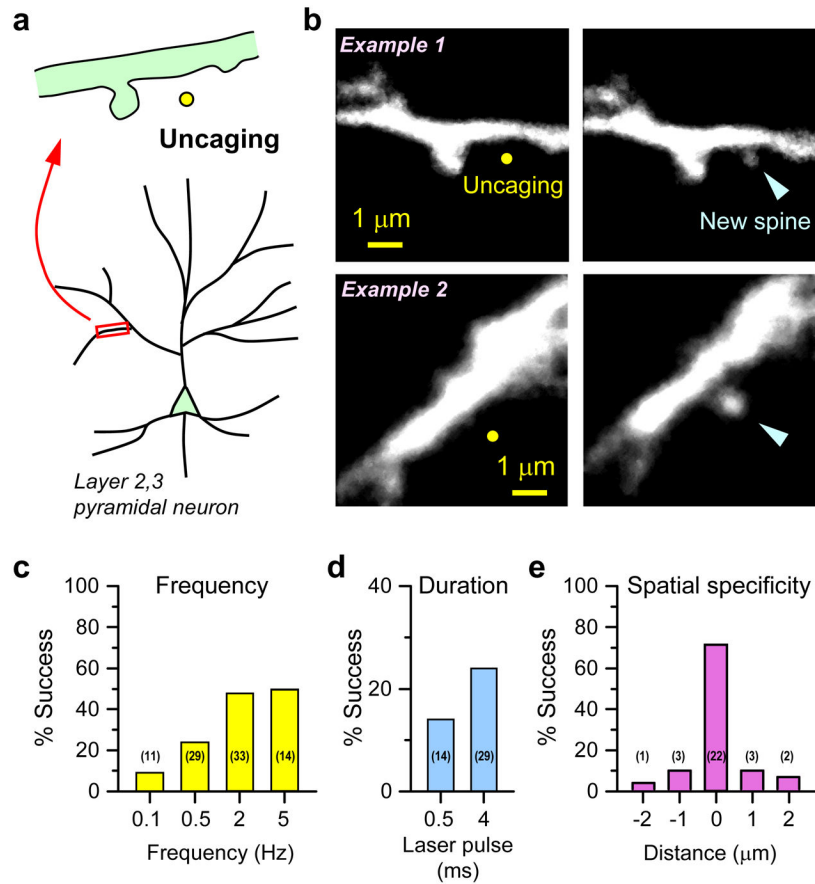 a
Uncaging
Layer 2,3
pyramidal neuron
b
Example 1
Uncaging
1 μm
New spine
Example 2
1 μm
c
Frequency
% Success
100
80
60
40
20
0
(11)
(29)
(33)
(14)
0.1
0.5
2
5
Frequency (Hz)
d
Duration
% Success
40
20
0
(14)
(29)
0.5
4
Laser pulse
(ms)
e
Spatial specificity
% Success
100
80
60
40
20
0
(1)
(3)
(22)
(3)
(2)
-2
-1
0
1
2
Distance (μm)